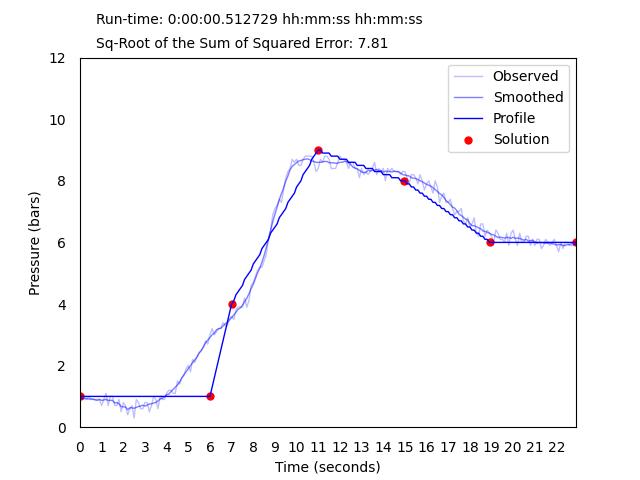 Run-time: 0:00:00.512729 hh:mm:ss hh:mm:ss
Sq-Root of the Sum of Squared Error: 7.81
12
10
8
6
4
2
0
Pressure (bars)
Observed
Smoothed
Profile
Solution
0 1 2 3 4 5 6 7 8 9 10 11 12 13 14 15 16 17 18 19 20 21 22
Time (seconds)